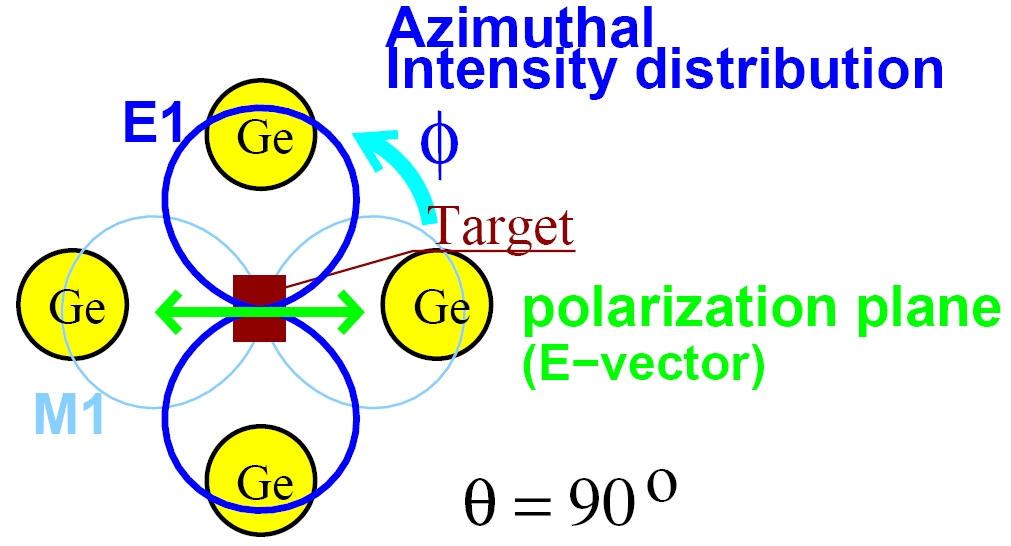 Azimuthal
Intensity distribution
E1
Ge
ϕ
Target
Ge
Ge
polarization plane
(E−vector)
M1
Ge
θ = 90°